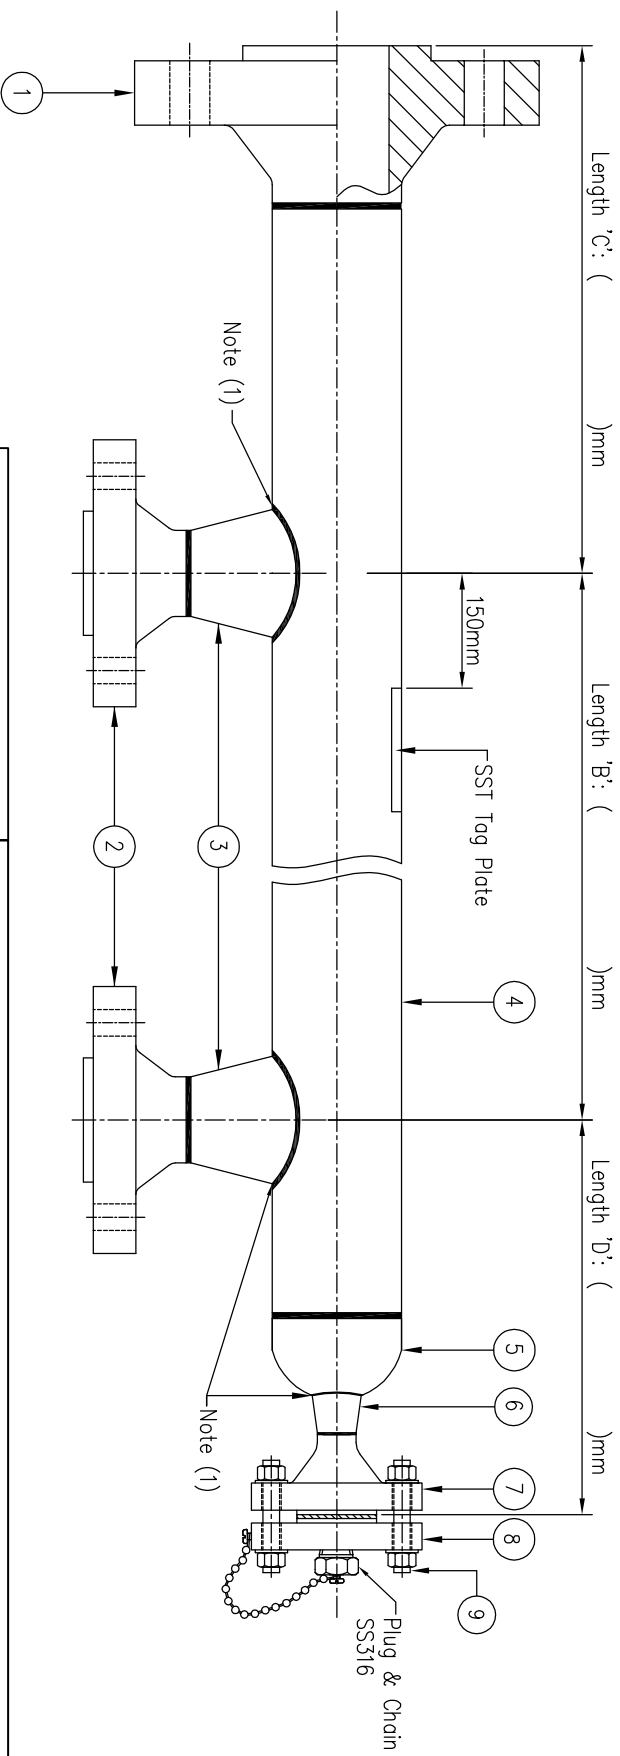 Length 'C': ( )mm
Length 'B': ( )mm
Length 'D': ( )mm
150mm
SST Tag Plate
Note (1)
Note (1)
Plug & Chain
SS316
1
2
3
4
5
6
7
8
9